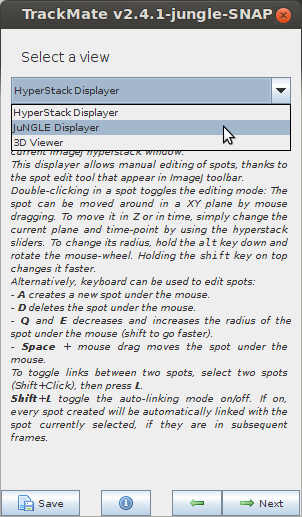 TrackMate v2.4.1-jungle-SNAP
Select a view
HyperStack Displayer
HyperStack Displayer
JuNGLE Displayer
3D Viewer
current ImageJ hyperstack window.
This displayer allows manual editing of spots, thanks to
the spot edit tool that appear in ImageJ toolbar.
Double-clicking in a spot toggles the editing mode: The
spot can be moved around in a XY plane by mouse
dragging. To move it in Z or in time, simply change the
current plane and time-point by using the hyperstack
sliders. To change its radius, hold the alt key down and
rotate the mouse-wheel. Holding the shift key on top
changes it faster.
Alternatively, keyboard can be used to edit spots:
- A creates a new spot under the mouse.
- D deletes the spot under the mouse.
- Q and E decreases and increases the radius of the
spot under the mouse (shift to go faster).
- Space + mouse drag moves the spot under the
mouse.
To toggle links between two spots, select two spots
(Shift+Click), then press L.
Shift+L toggle the auto-linking mode on/off. If on,
every spot created will be automatically linked with the
spot currently selected, if they are in subsequent
frames.
Save
Next